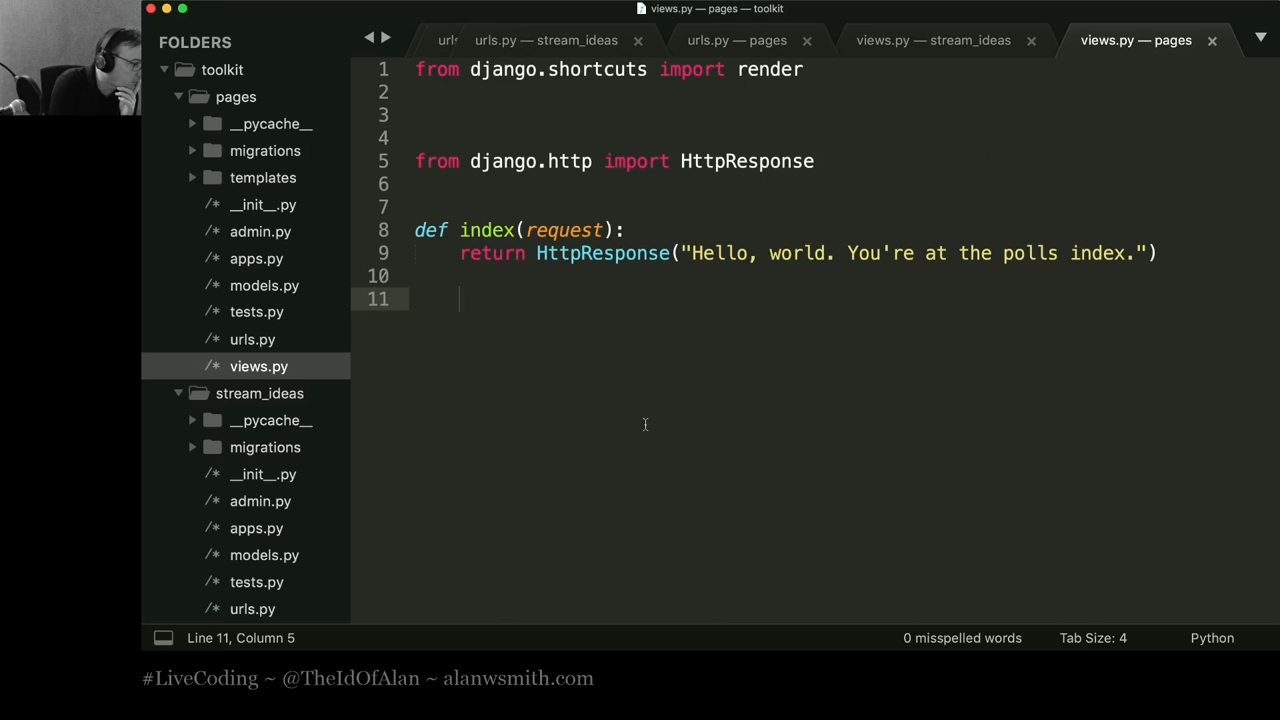 views.py — pages — toolkit
FOLDERS
toolkit
pages
__pycache__
migrations
templates
/* __init__.py
/* admin.py
/* apps.py
/* models.py
/* tests.py
/* urls.py
/* views.py
stream_ideas
__pycache__
migrations
/* __init__.py
/* admin.py
/* apps.py
/* models.py
/* tests.py
/* urls.py
urls.py — stream_ideas × urls.py — pages × views.py — stream_ideas × views.py — pages ×
1 from django.shortcuts import render
2
3
4
5 from django.http import HttpResponse
6
7
8 def index(request):
9 return HttpResponse("Hello, world. You're at the polls index.")
10
11
Line 11, Column 5 0 misspelled words Tab Size: 4 Python
#LiveCoding ~ @TheIdOfAlan ~ alanwsmith.com